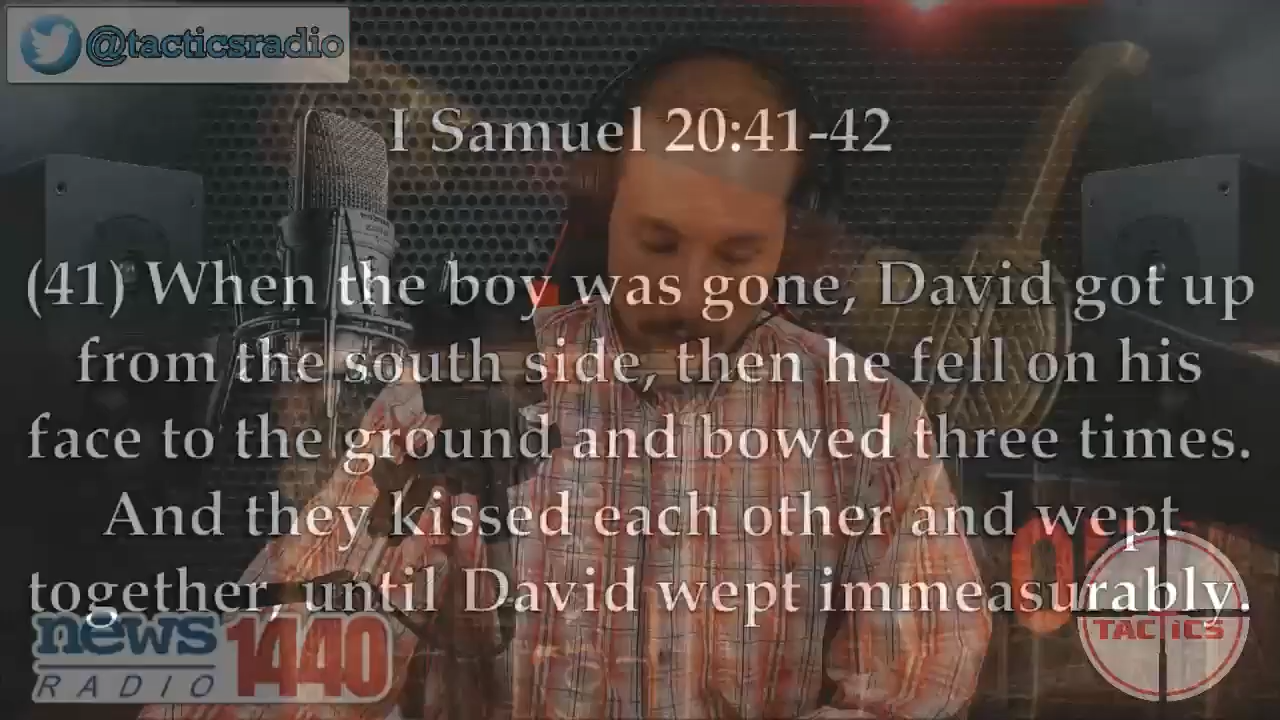 @tacticsradio
I Samuel 20:41-42
(41) When the boy was gone, David got up
from the south side, then he fell on his
face to the ground and bowed three times.
And they kissed each other and wept
together, until David wept immeasurably.
news 1440
RADIO
TACTICS